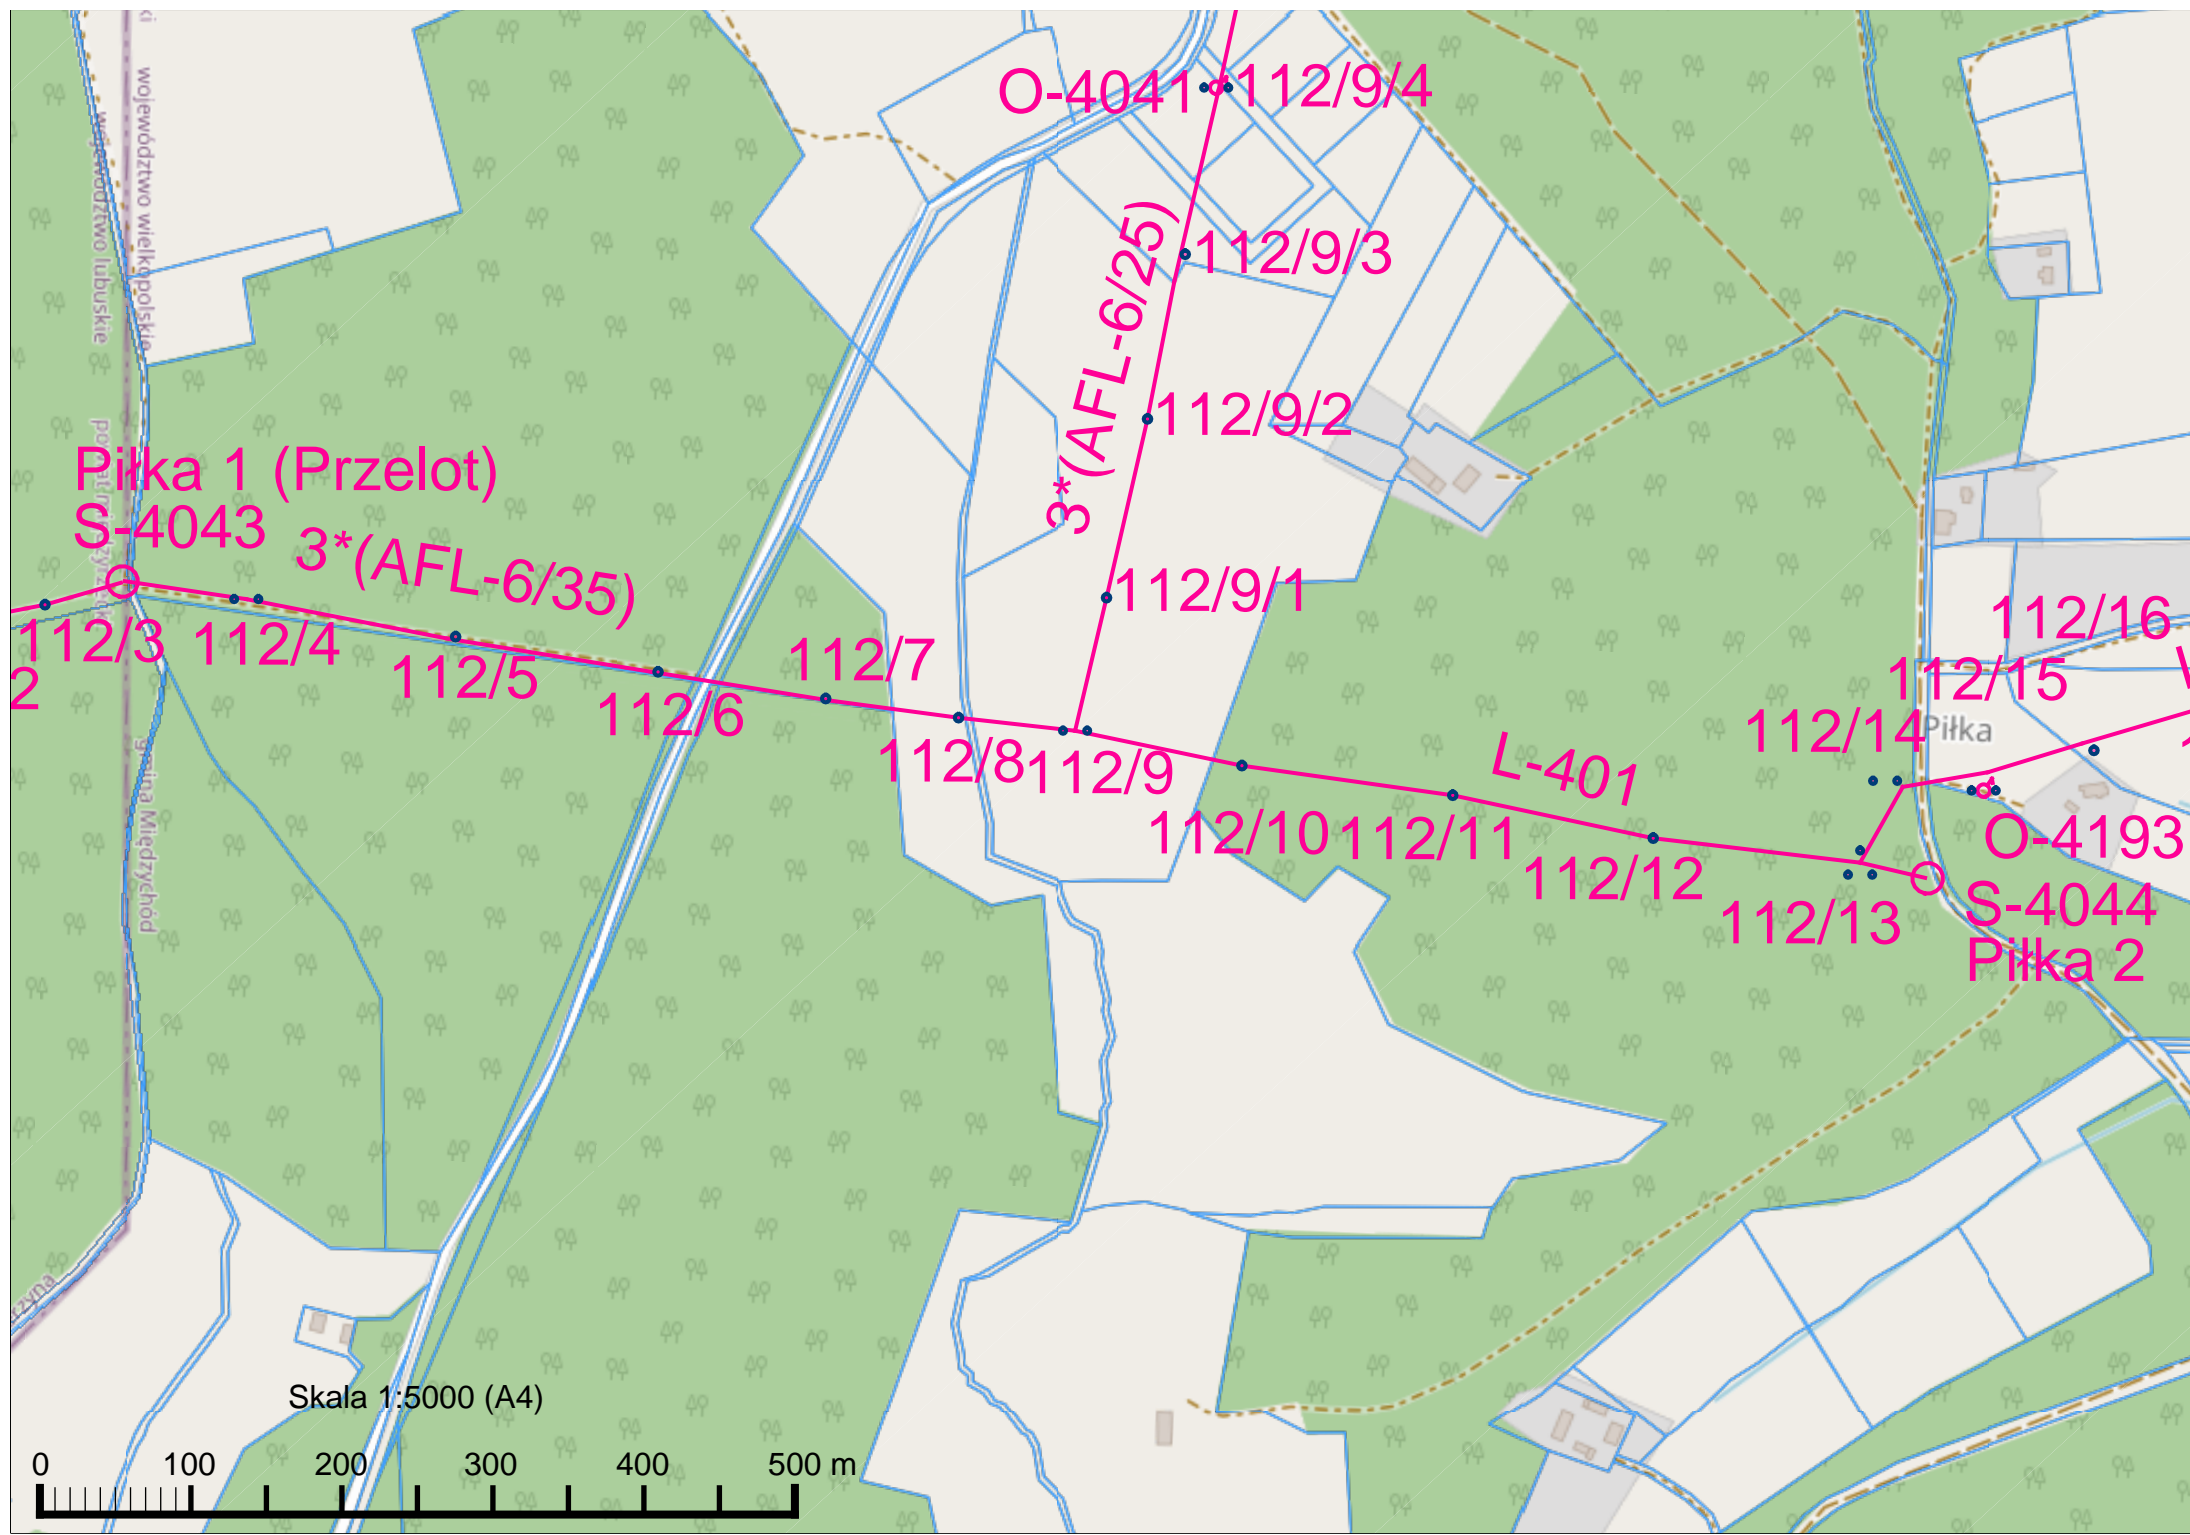 O-4041
112/9/4
województwo wielkopolskie
województwo lubuskie
3*(AFL-6/25)
112/9/3
112/9/2
Piłka 1 (Przelot)
S-4043
3*(AFL-6/35)
112/9/1
112/16
112/3
112/4
112/5
112/6
112/7
112/8
112/9
2
112/15
112/14
Piłka
L-401
112/10
112/11
112/12
112/13
O-4193
S-4044
Piłka 2
gmina Międzychód
Skala 1:5000 (A4)
0 100 200 300 400 500 m